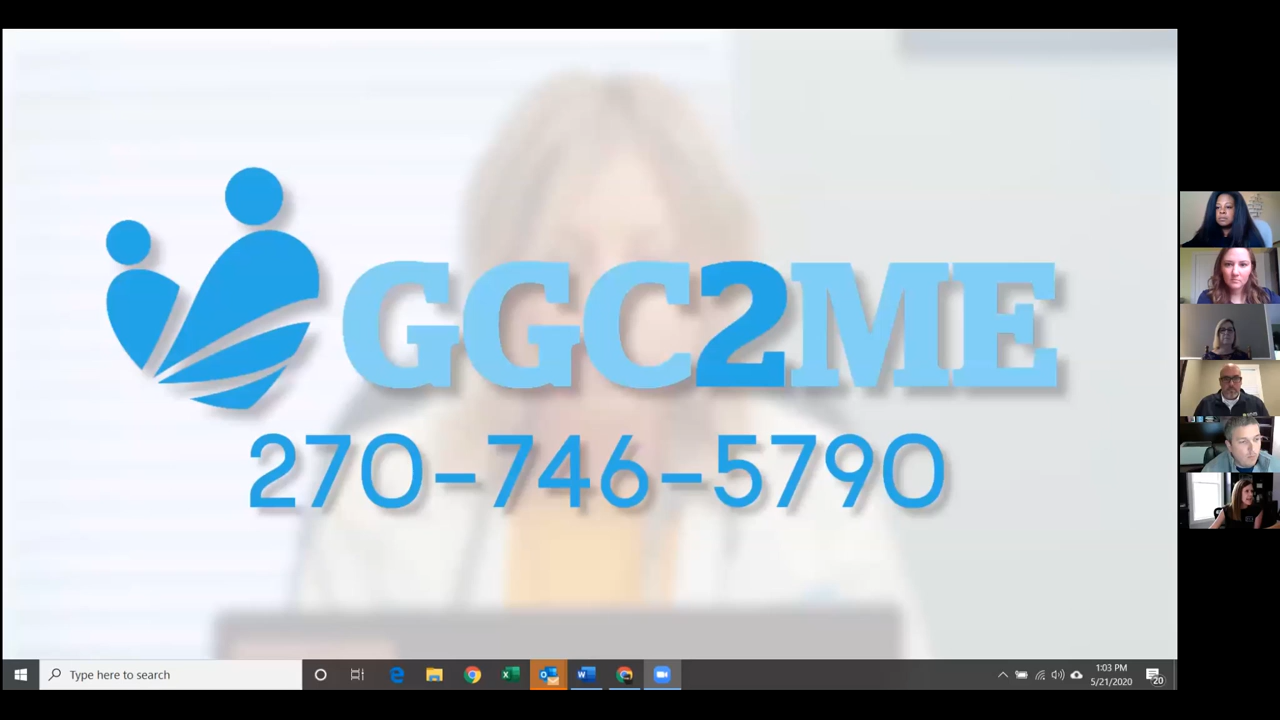 GGC2ME
270-746-5790
Type here to search
1:03 PM
5/21/2020
20